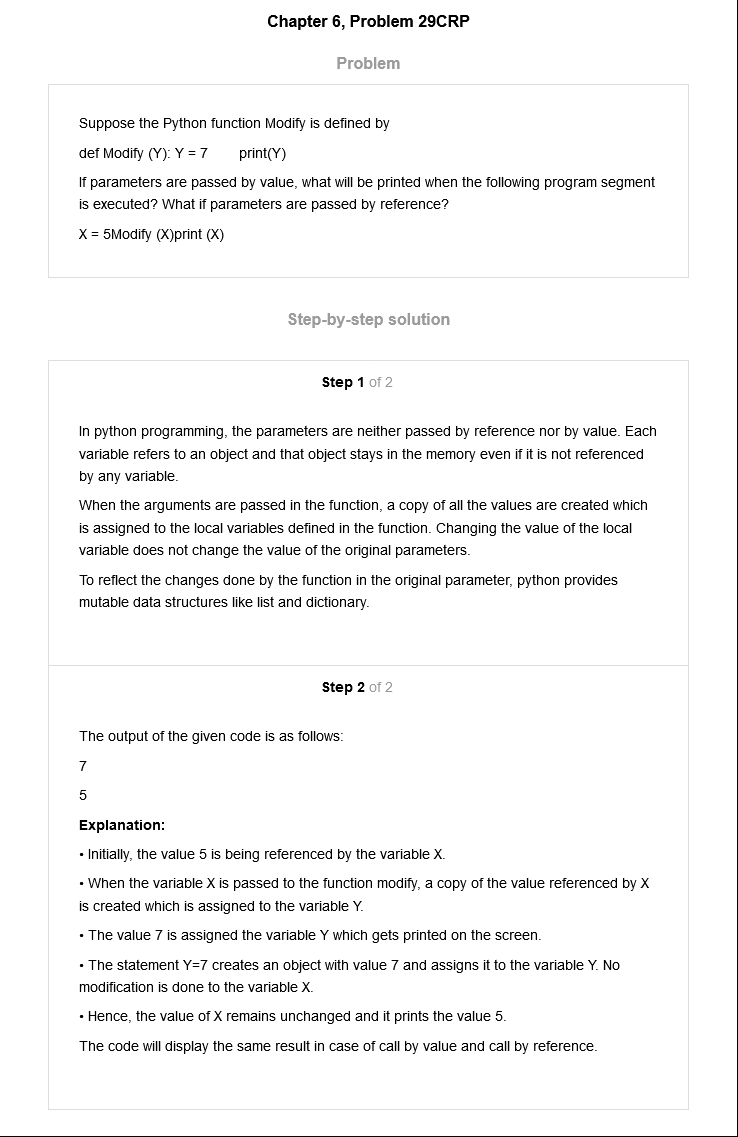 Chapter 6, Problem 29CRP
Problem
Suppose the Python function Modify is defined by
def Modify (Y): Y = 7 print(Y)
If parameters are passed by value, what will be printed when the following program segment
is executed? What if parameters are passed by reference?
X = 5Modify (X)print (X)
Step-by-step solution
Step 1 of 2
In python programming, the parameters are neither passed by reference nor by value. Each
variable refers to an object and that object stays in the memory even if it is not referenced
by any variable.
When the arguments are passed in the function, a copy of all the values are created which
is assigned to the local variables defined in the function. Changing the value of the local
variable does not change the value of the original parameters.
To reflect the changes done by the function in the original parameter, python provides
mutable data structures like list and dictionary.
Step 2 of 2
The output of the given code is as follows:
7
5
Explanation:
• Initially, the value 5 is being referenced by the variable X.
• When the variable X is passed to the function modify, a copy of the value referenced by X
is created which is assigned to the variable Y.
• The value 7 is assigned the variable Y which gets printed on the screen.
• The statement Y=7 creates an object with value 7 and assigns it to the variable Y. No
modification is done to the variable X.
• Hence, the value of X remains unchanged and it prints the value 5.
The code will display the same result in case of call by value and call by reference.